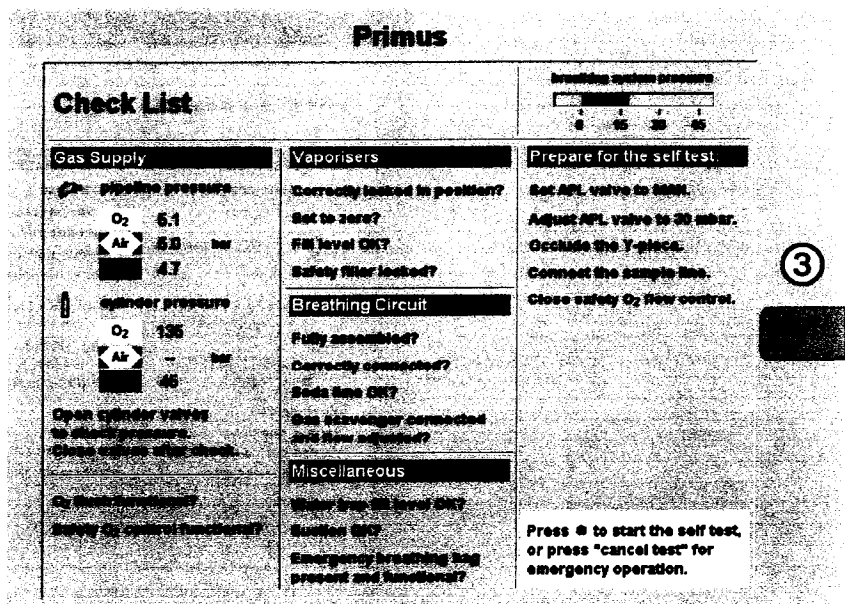 Primus
Check List
breathing system pressure
0 15
Gas Supply
pipeline pressure
O₂ 5.1
Air 5.0 bar
4.7
cylinder pressure
O₂ 135
Air – bar
46
Open cylinder valves
to check pressure.
Close valves after check.
O₂ flush functional?
Safety O₂ control functional?
Vaporisers
Correctly locked in position?
Set to zero?
Fill level OK?
Safety filler locked?
Breathing Circuit
Fully assembled?
Correctly connected?
Soda lime OK?
Gas scavenger connected
and flow adjusted?
Miscellaneous
Water trap fill level OK?
Suction OK?
Emergency breathing bag
present and functional?
Prepare for the self test:
Set APL valve to MAN.
Adjust APL valve to 30 mbar.
Occlude the Y-piece.
Connect the sample line.
Close safety O₂ flow control.
Press to start the self test,
or press "cancel test" for
emergency operation.
3